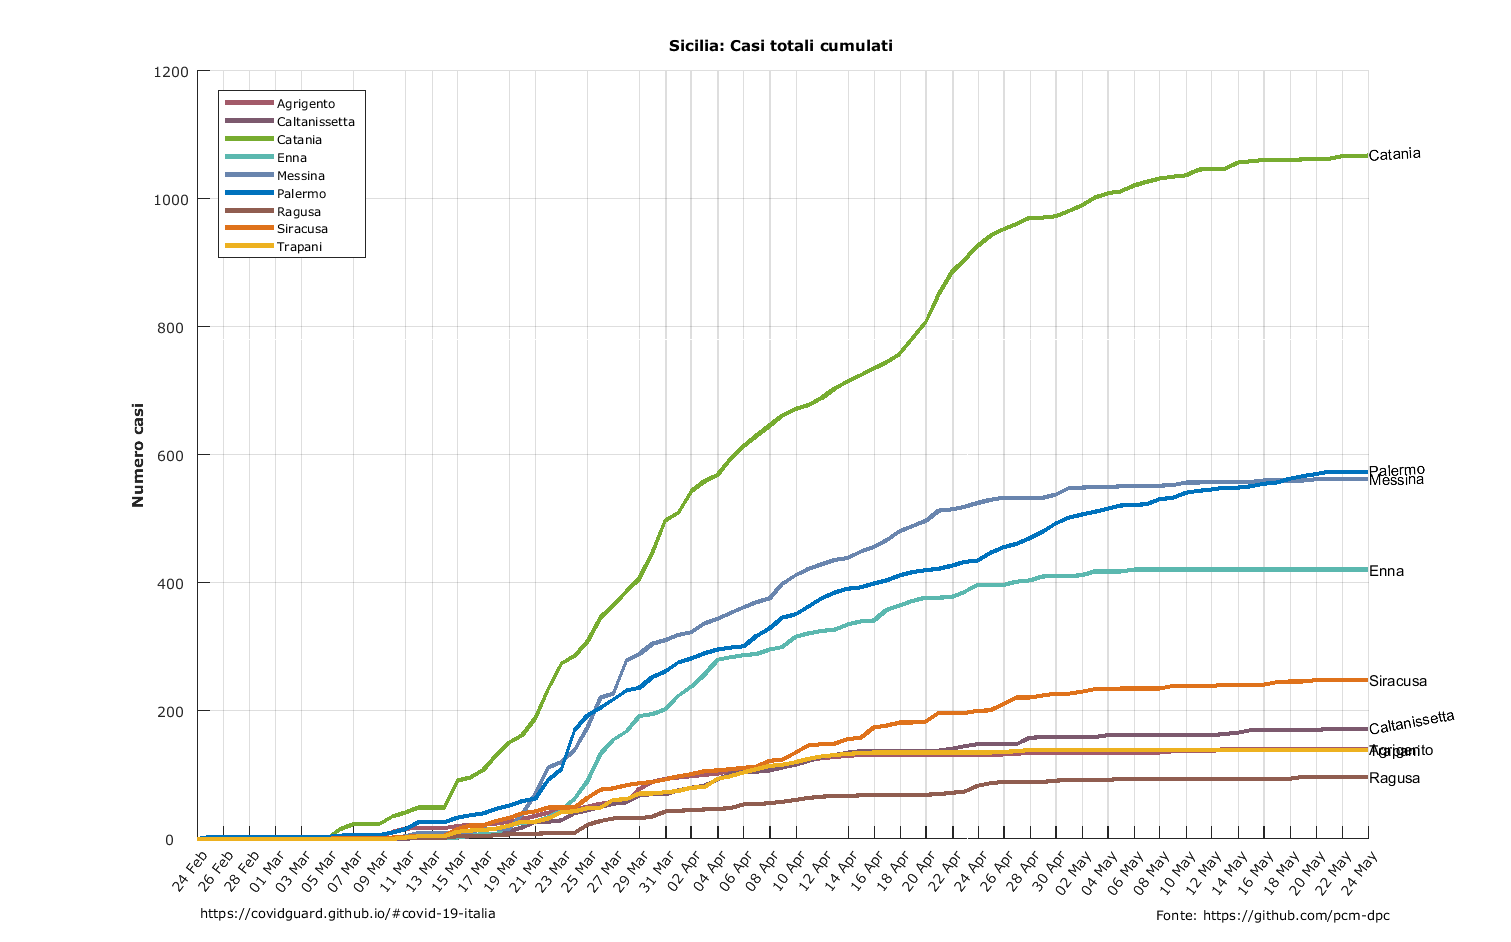 Sicilia: Casi totali cumulati
1200
1000
800
600
400
200
0
Numero casi
Agrigento
Caltanissetta
Catania
Enna
Messina
Palermo
Ragusa
Siracusa
Trapani
Catania
Palermo
Messina
Enna
Siracusa
Caltanissetta
Agrigento
Trapani
Ragusa
24 Feb
26 Feb
28 Feb
01 Mar
03 Mar
05 Mar
07 Mar
09 Mar
11 Mar
13 Mar
15 Mar
17 Mar
19 Mar
21 Mar
23 Mar
25 Mar
27 Mar
29 Mar
31 Mar
02 Apr
04 Apr
06 Apr
08 Apr
10 Apr
12 Apr
14 Apr
16 Apr
18 Apr
20 Apr
22 Apr
24 Apr
26 Apr
28 Apr
30 Apr
02 May
04 May
06 May
08 May
10 May
12 May
14 May
16 May
18 May
20 May
22 May
24 May
https://covidguard.github.io/#covid-19-italia
Fonte: https://github.com/pcm-dpc